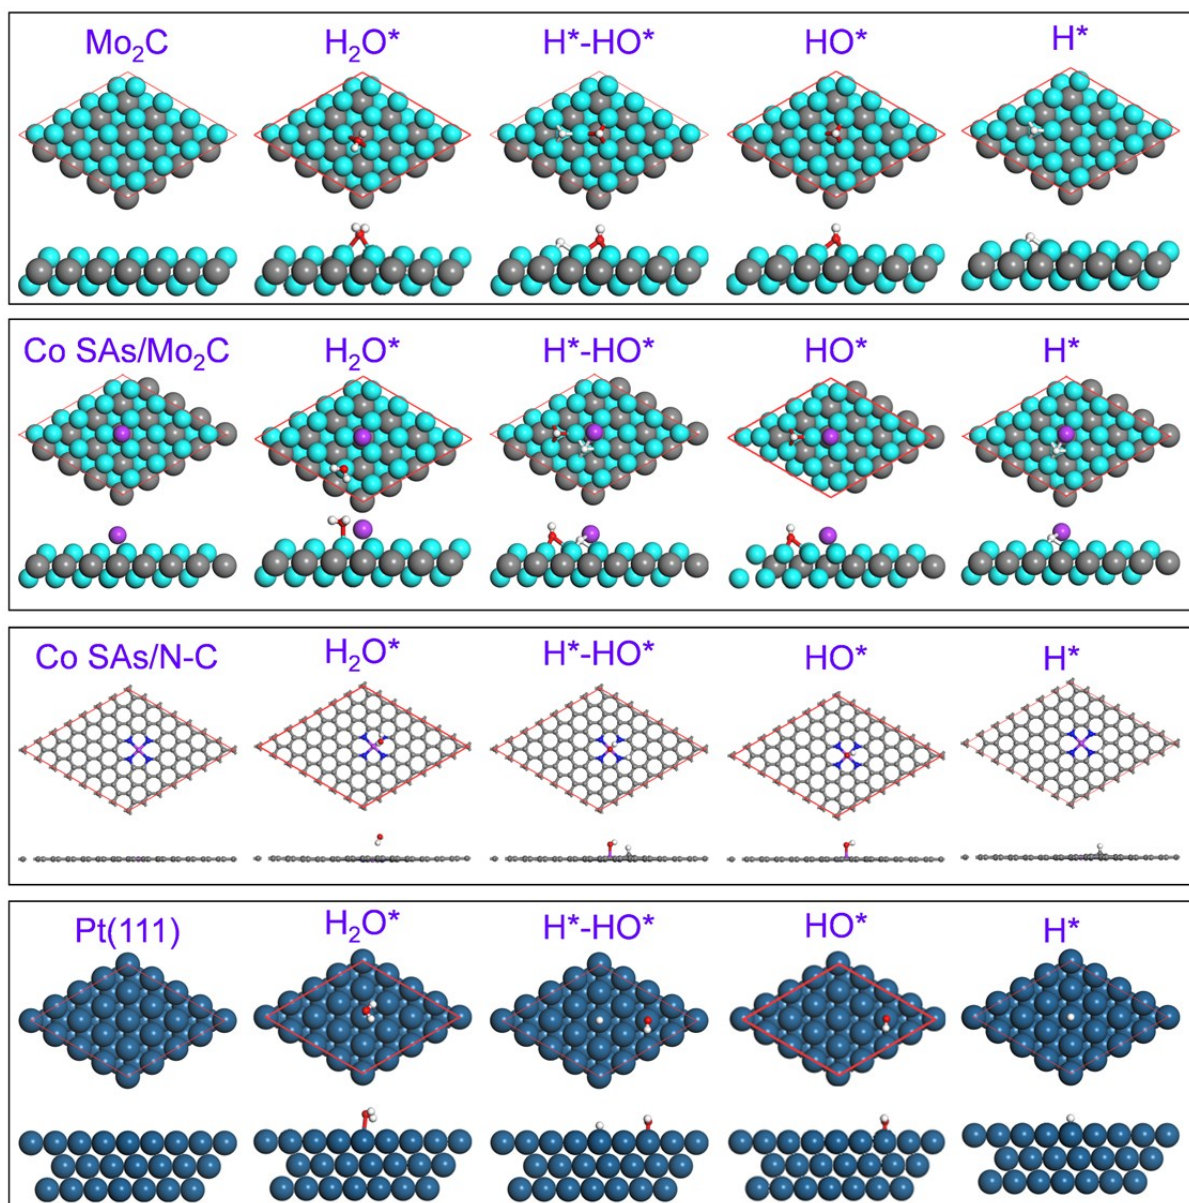 Mo₂C H₂O* H*-HO* HO* H*
Co SAs/Mo₂C H₂O* H*-HO* HO* H*
Co SAs/N-C H₂O* H*-HO* HO* H*
Pt(111) H₂O* H*-HO* HO* H*